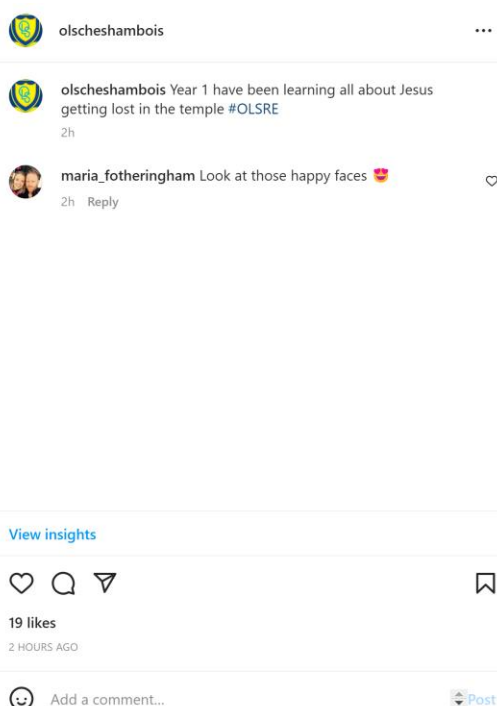 olscheshambois
olscheshambois Year 1 have been learning all about Jesus
getting lost in the temple #OLSRE
2h
maria_fotheringham Look at those happy faces 😍
2h Reply
View insights
19 likes
2 HOURS AGO
Add a comment... Post